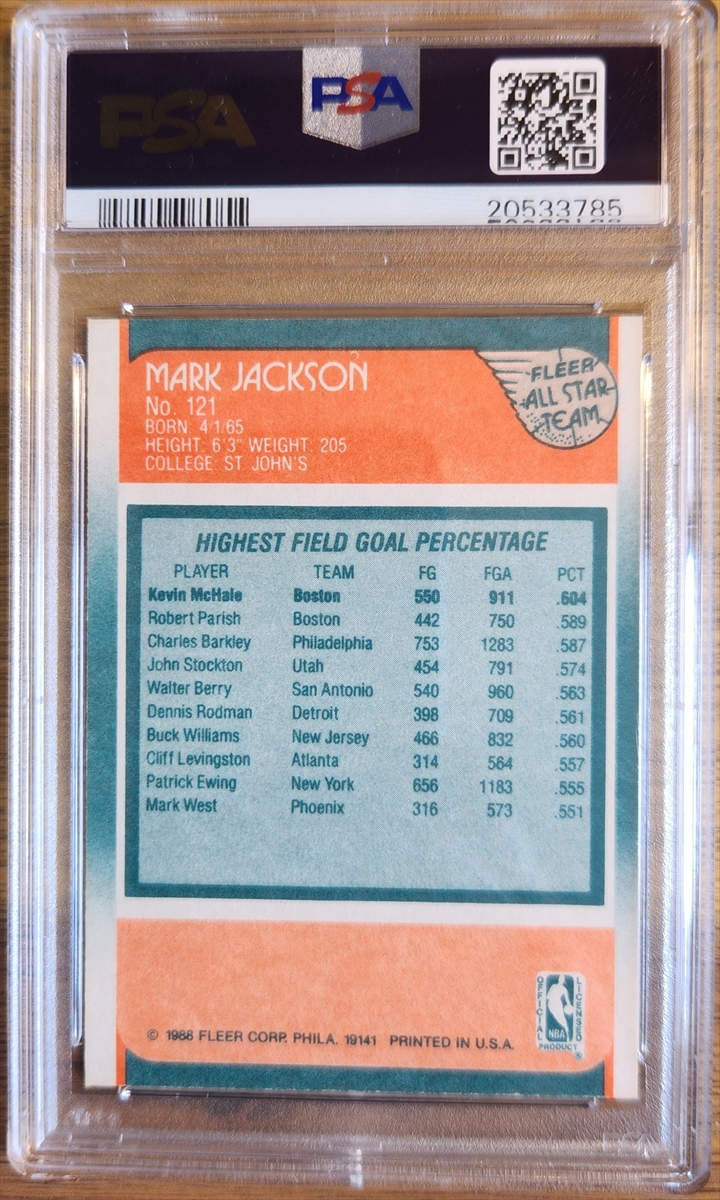 PSA
PSA
20533785
MARK JACKSON
No. 121
BORN: 4/1/65
HEIGHT: 6'3" WEIGHT: 205
COLLEGE: ST. JOHN'S
FLEER
ALL STAR
TEAM
HIGHEST FIELD GOAL PERCENTAGE
PLAYER TEAM FG FGA PCT
Kevin McHale Boston 550 911 .604
Robert Parish Boston 442 750 .589
Charles Barkley Philadelphia 753 1283 .587
John Stockton Utah 454 791 .574
Walter Berry San Antonio 540 960 .563
Dennis Rodman Detroit 398 709 .561
Buck Williams New Jersey 466 832 .560
Cliff Levingston Atlanta 314 564 .557
Patrick Ewing New York 656 1183 .555
Mark West Phoenix 316 573 .551
OFFICIAL LICENSED
NBA
PRODUCT ®
© 1988 FLEER CORP. PHILA. 19141 PRINTED IN U.S.A.